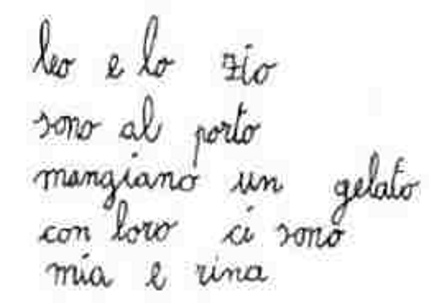 leo e lo zio
sono al porto
mangiano un gelato
con loro ci sono
mia e rina